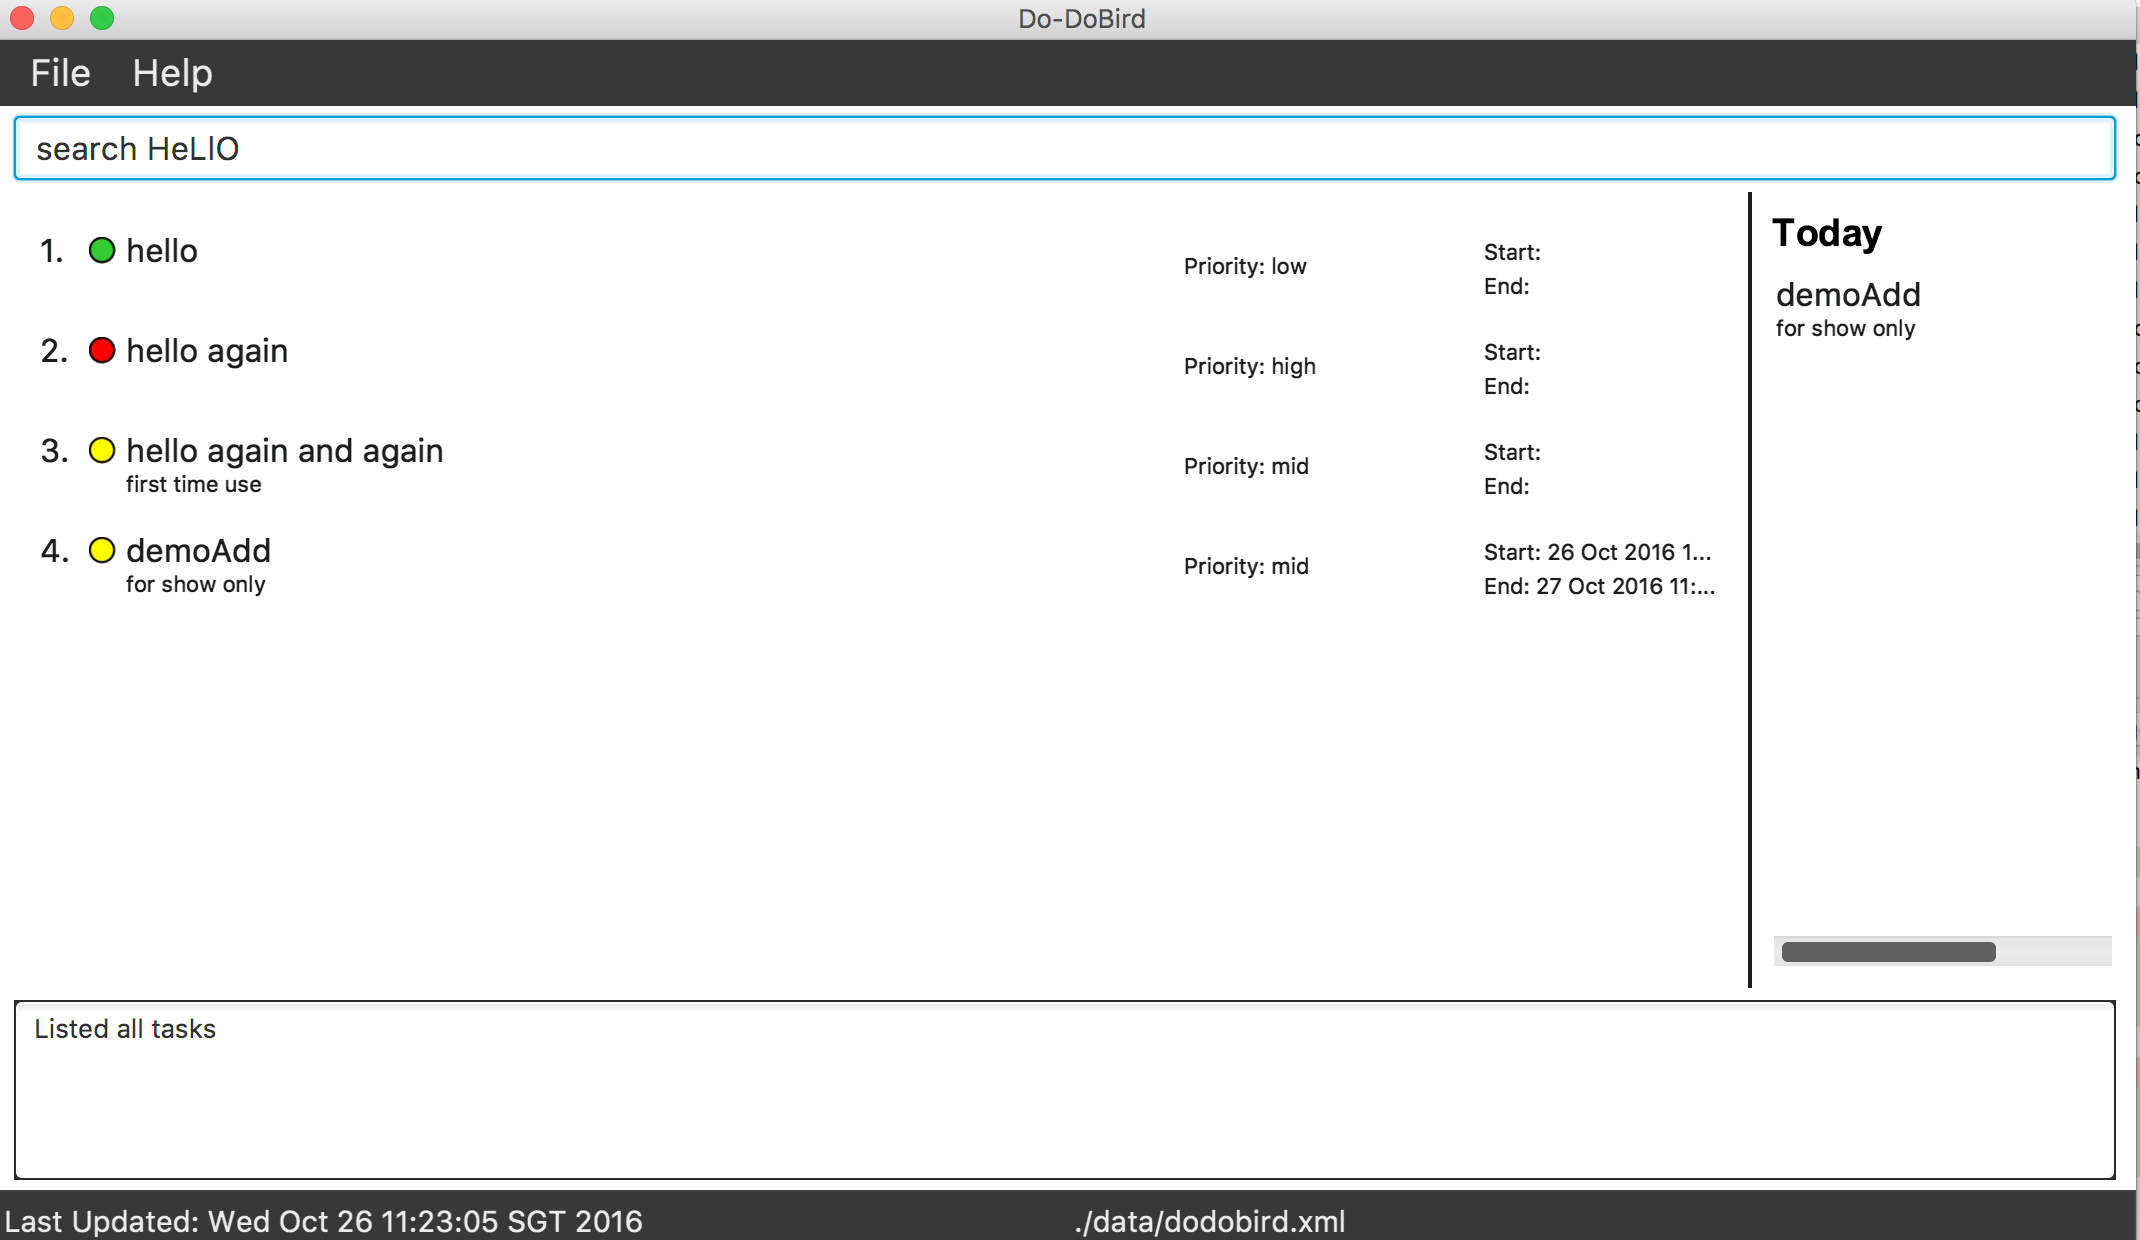 Do-DoBird
File Help
search HeLlO
1. hello
Priority: low
Start:
End:
2. hello again
Priority: high
Start:
End:
3. hello again and again
first time use
Priority: mid
Start:
End:
4. demoAdd
for show only
Priority: mid
Start: 26 Oct 2016 1...
End: 27 Oct 2016 11:...
Today
demoAdd
for show only
Listed all tasks
Last Updated: Wed Oct 26 11:23:05 SGT 2016
./data/dodobird.xml